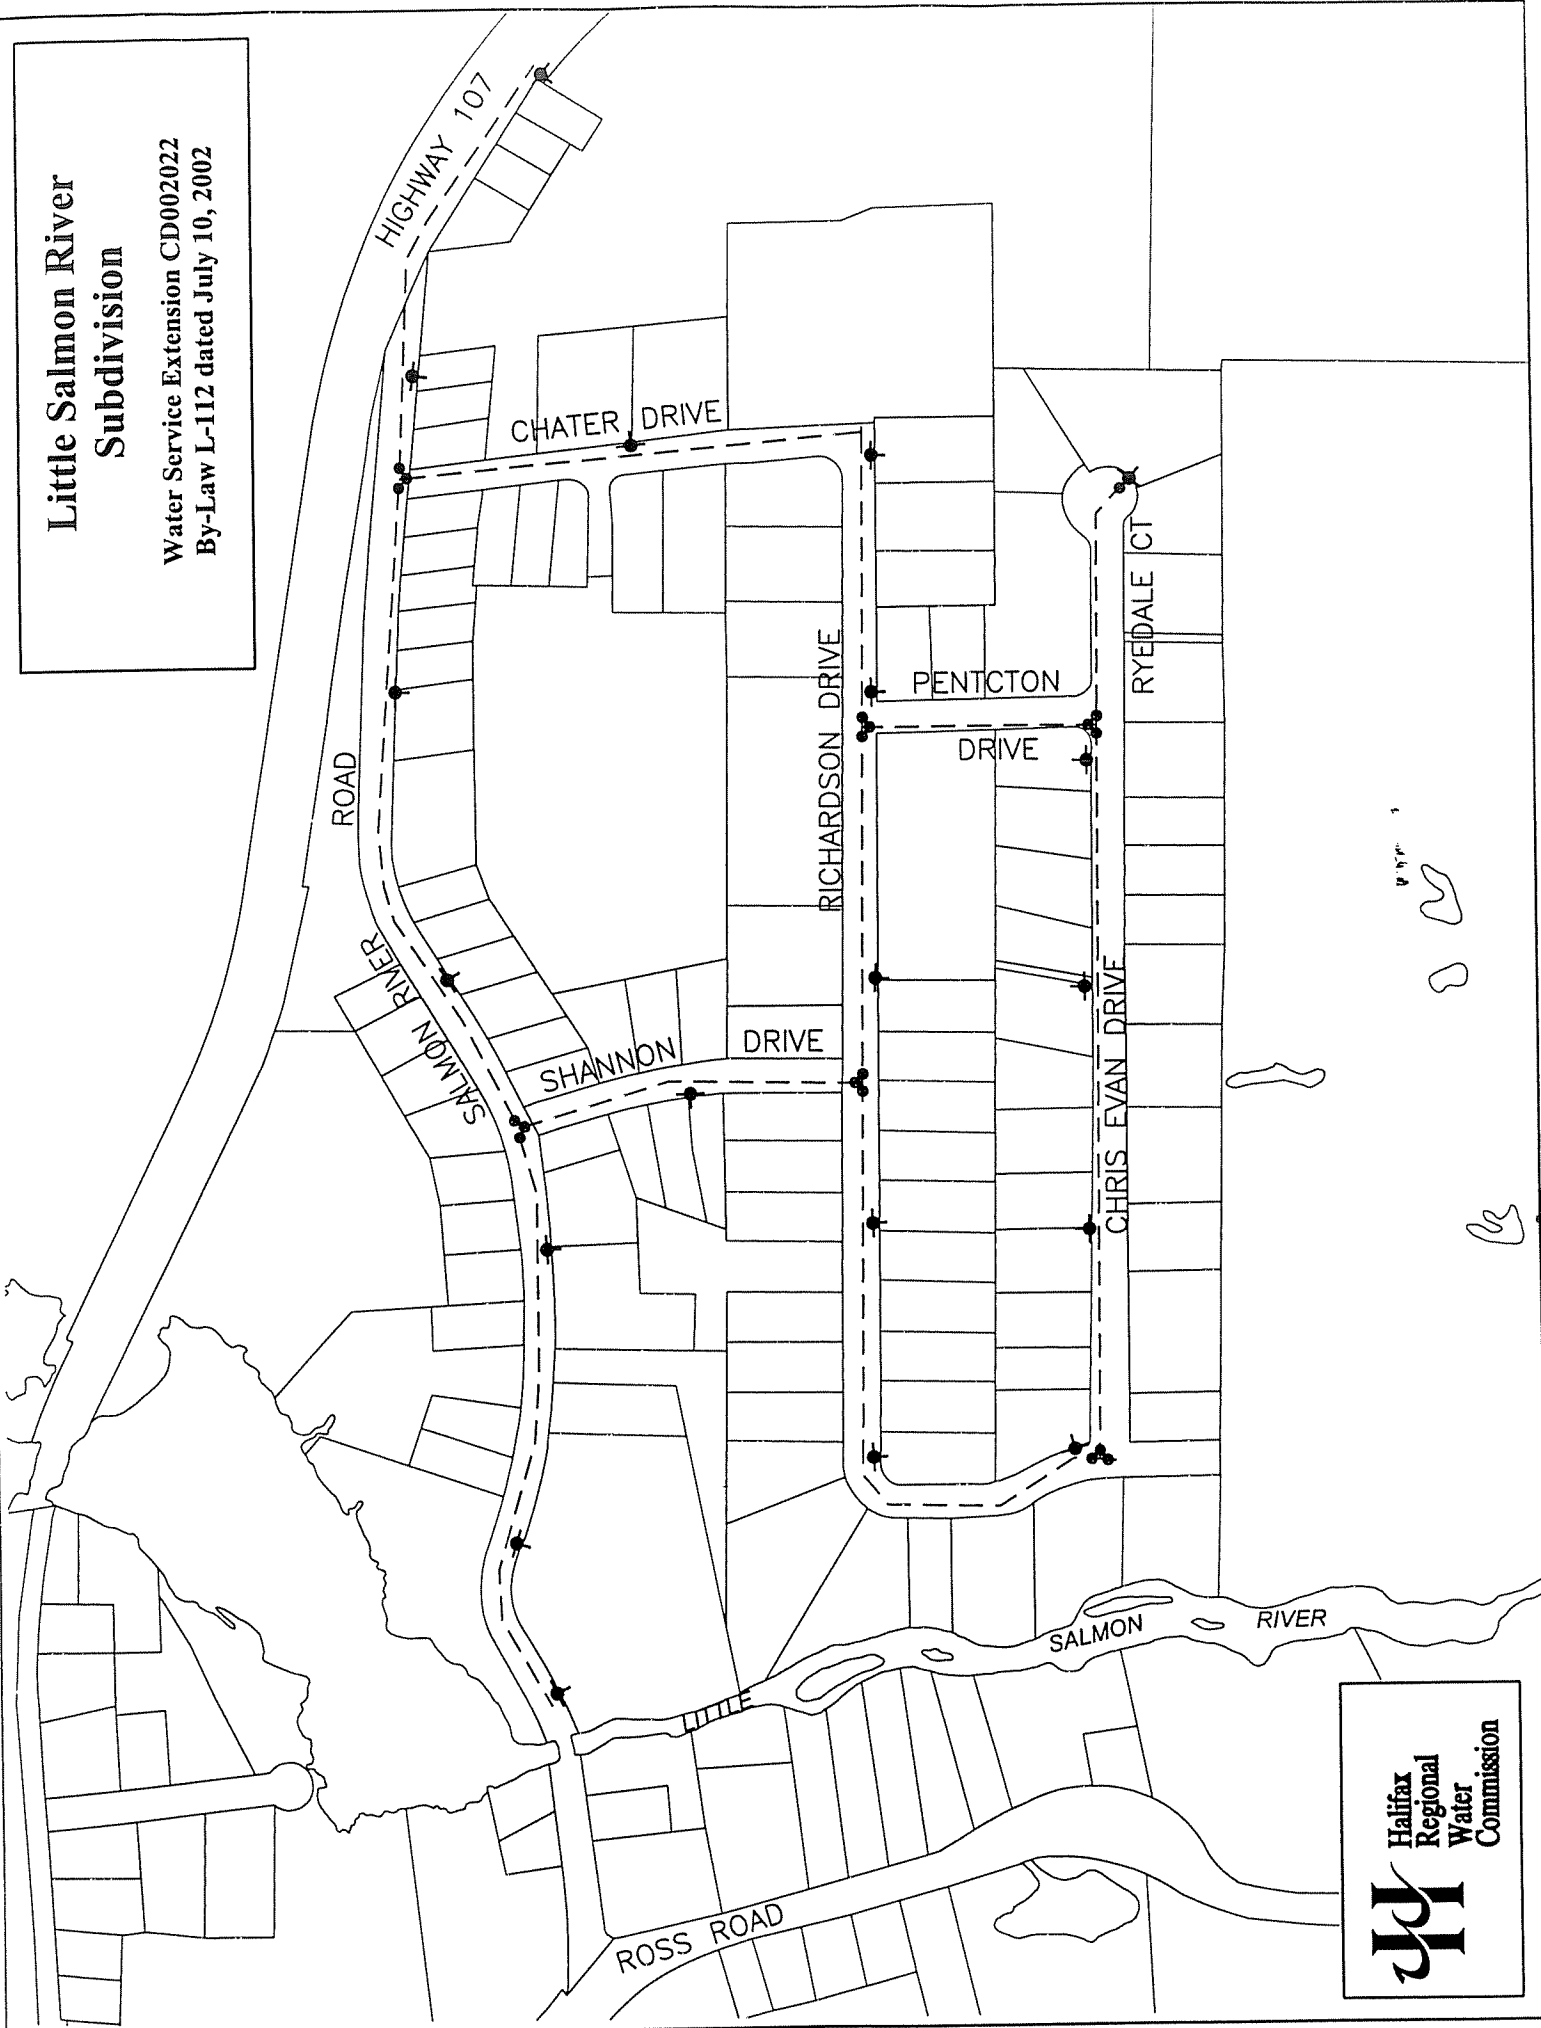 Little Salmon River
Subdivision
Water Service Extension CD002022
By-Law L-112 dated July 10, 2002
HIGHWAY 107
CHATER DRIVE
ROAD
SALMON RIVER
SHANNON DRIVE
RICHARDSON DRIVE
PENTCTON
DRIVE
RYEDALE CT
CHRIS EVAN DRIVE
LITTLE
SALMON
RIVER
ROSS ROAD
Halifax
Regional
Water
Commission